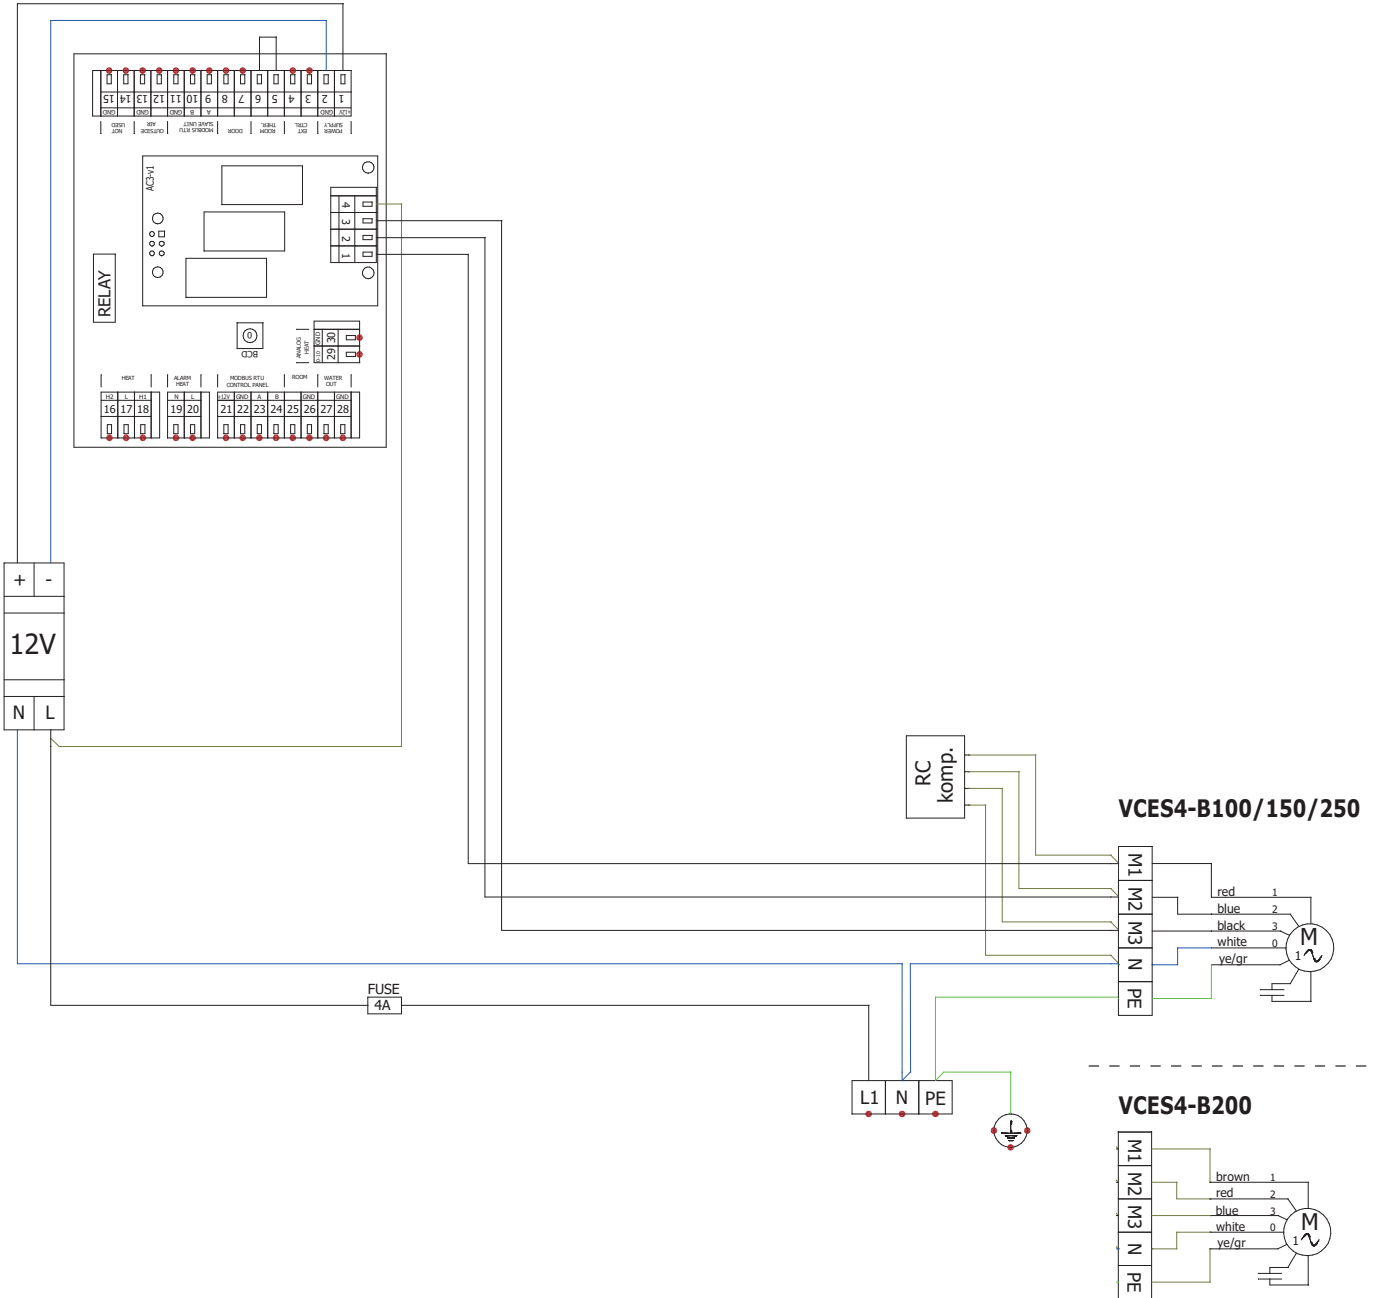 15 14 13 12 11 10 9 8 7 6 5 4 3 2 1
GND GND GND B A GND +12V
NOT USED
OUTSIDE AIR
MODBUS RTU SLAVE UNIT
DOOR
ROOM THER.
EXT CTRL
POWER SUPPLY
AC3-v1
4
3
2
1
RELAY
0
BCD
ANALOG HEAT
GND 30
0-10 29
HEAT
ALARM HEAT
MODBUS RTU CONTROL PANEL
ROOM
WATER OUT
H2 L H1 N L +12V GND A B GND GND
16 17 18 19 20 21 22 23 24 25 26 27 28
+ -
12V
N L
RC komp.
VCES4-B100/150/250
M1
M2
M3
N
PE
red 1
blue 2
black 3
white 0
ye/gr
M
1
FUSE
4A
L1 N PE
VCES4-B200
M1
M2
M3
N
PE
brown 1
red 2
blue 3
white 0
ye/gr
M
1